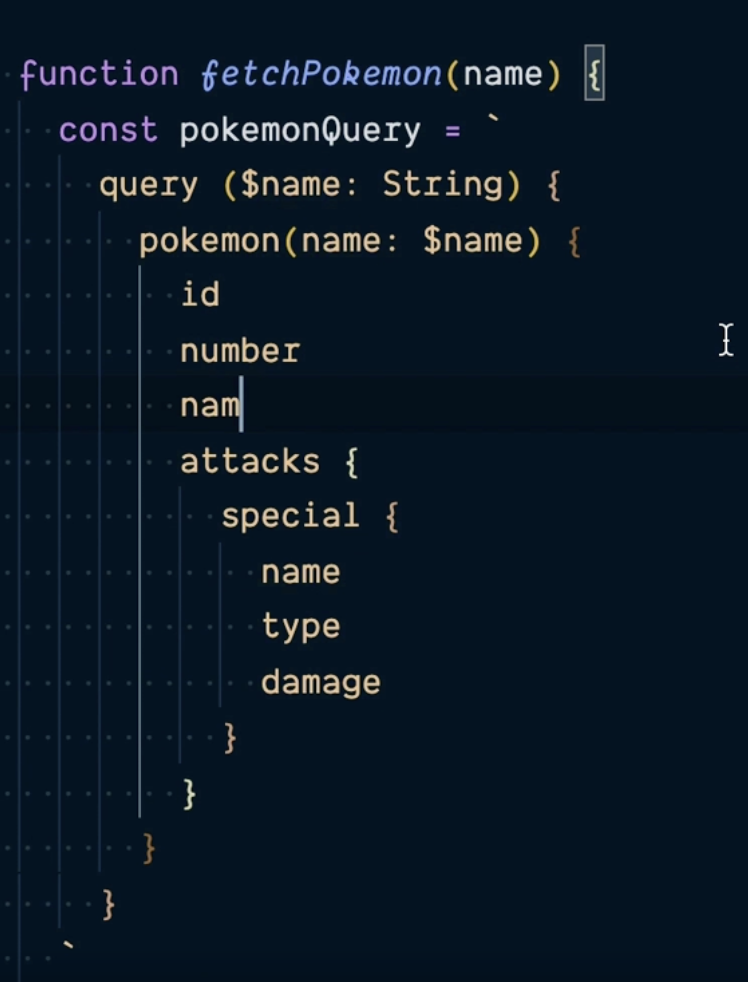 function fetchPokemon(name) {
const pokemonQuery = `
query ($name: String) {
pokemon(name: $name) {
id
number
nam
attacks {
special {
name
type
damage
}
}
}
}
`